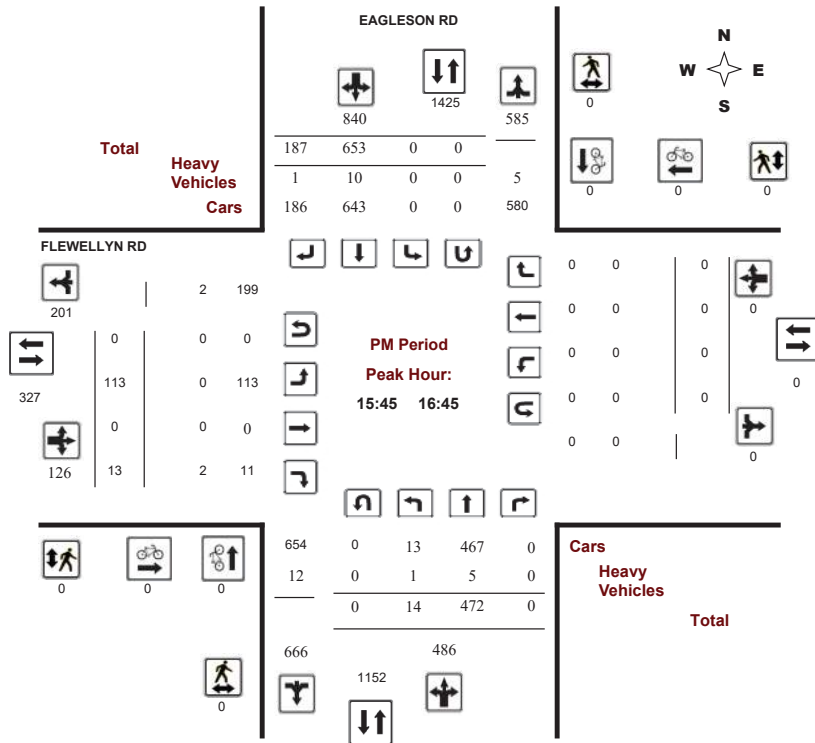 EAGLESON RD
N
W E
S
840
1425
585
0
187 653 0 0
1 10 0 0 5
186 643 0 0 580
Total
Heavy
Vehicles
Cars
0 0 0
FLEWELLYN RD
201
2 199
0 0 0
113 0 113
0 0 0
13 2 11
327
126
PM Period
Peak Hour:
15:45 16:45
0 0 0
0 0 0
0 0 0
0 0 0
0 0
0
0
0
654 0 13 467 0
12 0 1 5 0
0 14 472 0
666
1152
486
Cars
Heavy
Vehicles
Total
0 0 0
0